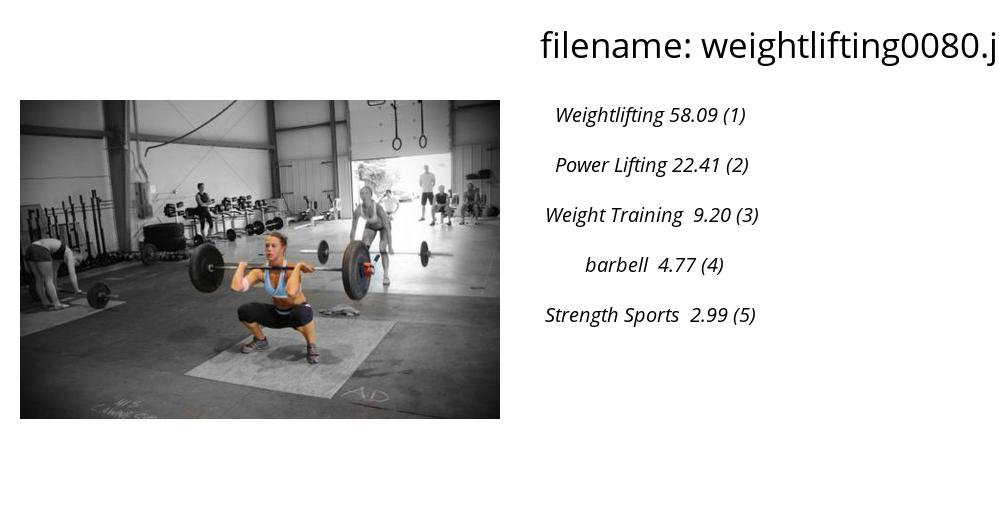 filename: weightlifting0080.j
Weightlifting 58.09 (1)
Power Lifting 22.41 (2)
Weight Training 9.20 (3)
barbell 4.77 (4)
Strength Sports 2.99 (5)
AD